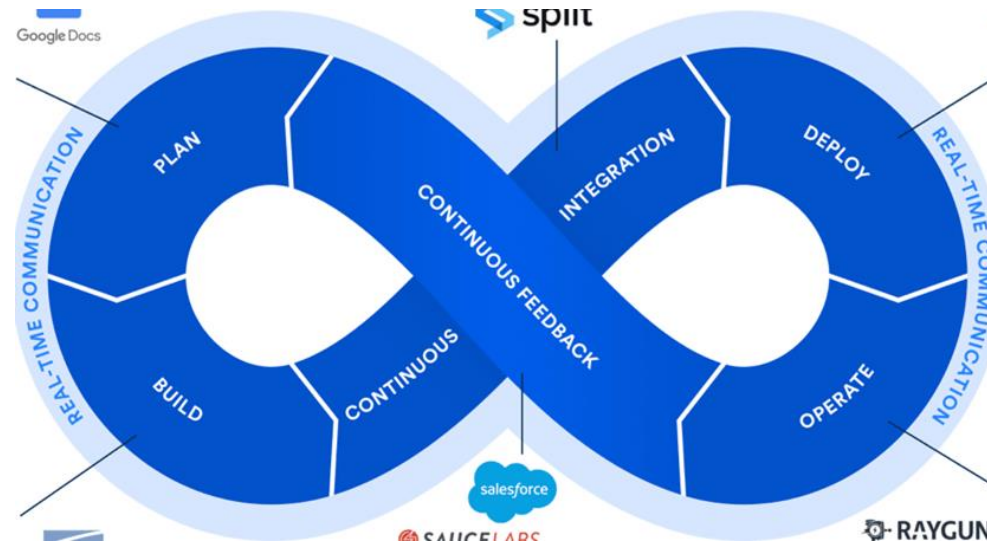 Google Docs
split
PLAN
INTEGRATION
DEPLOY
REAL-TIME COMMUNICATION
CONTINUOUS FEEDBACK
REAL-TIME COMMUNICATION
BUILD
CONTINUOUS
OPERATE
salesforce
SAUCELABS
RAYGUN